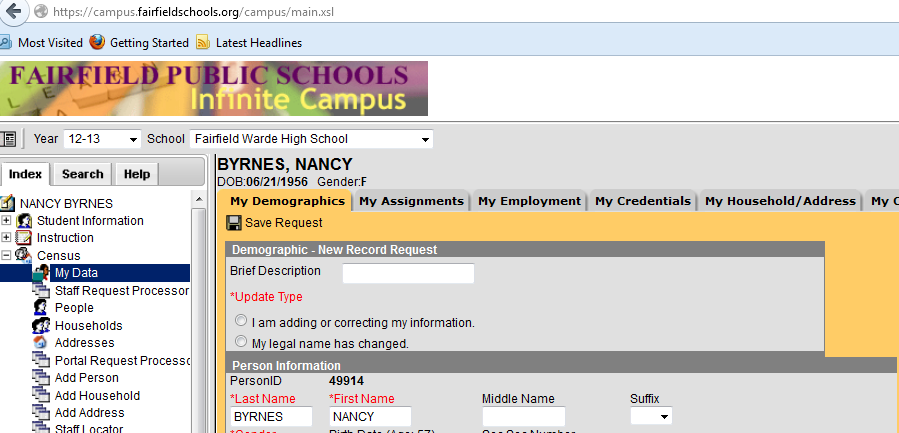 https://campus.fairfieldschools.org/campus/main.xsl
Most Visited Getting Started Latest Headlines
FAIRFIELD PUBLIC SCHOOLS
Infinite Campus
Year 12-13 School Fairfield Warde High School
Index Search Help
NANCY BYRNES
Student Information
Instruction
Census
My Data
Staff Request Processor
People
Households
Addresses
Portal Request Processo
Add Person
Add Household
Add Address
Staff Locator
BYRNES, NANCY
DOB:06/21/1956 Gender:F
My Demographics My Assignments My Employment My Credentials My Household/Address My C
Save Request
Demographic - New Record Request
Brief Description
*Update Type
I am adding or correcting my information.
My legal name has changed.
Person Information
PersonID 49914
*Last Name *First Name Middle Name Suffix
BYRNES NANCY
*Gender Birth Date (Age: 57) Soc Sec Number